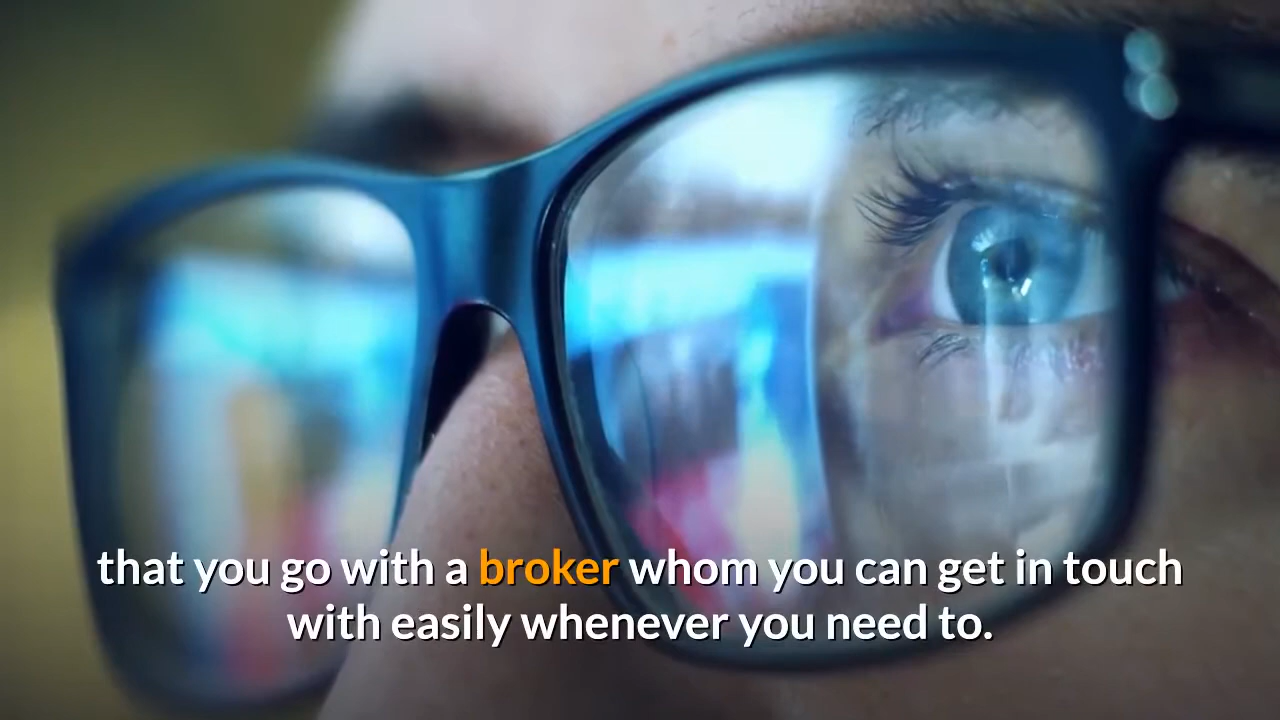 that you go with a broker whom you can get in touch
with easily whenever you need to.